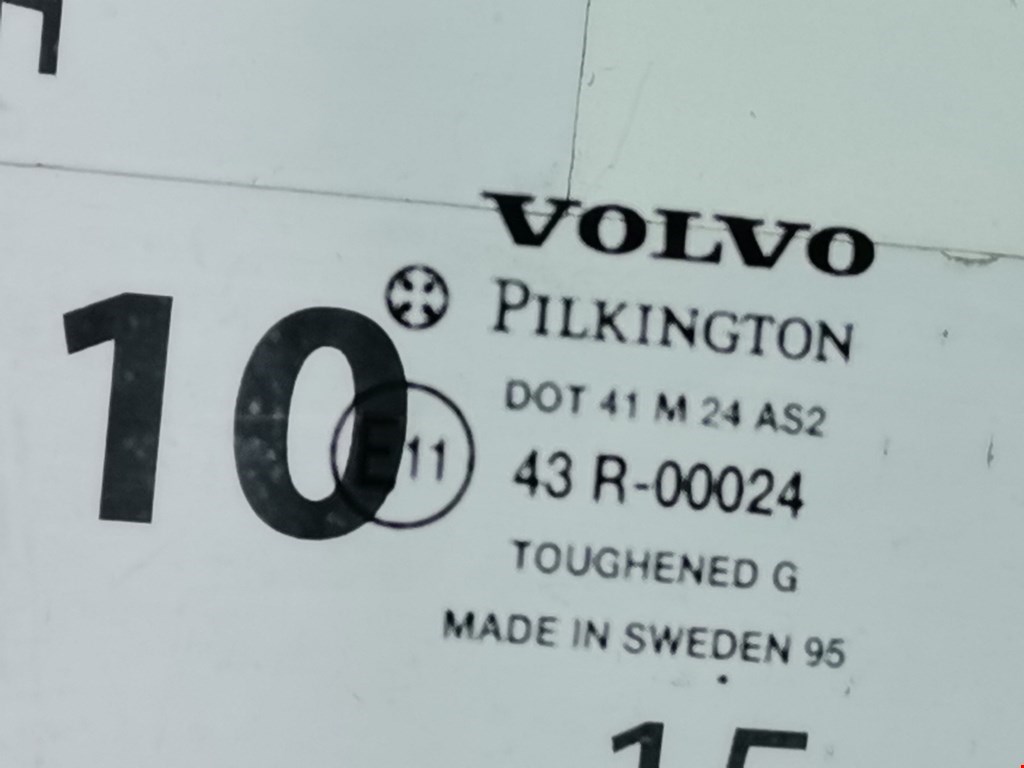 VOLVO
PILKINGTON
10
E11
DOT 41 M 24 AS2
43 R-00024
TOUGHENED G
MADE IN SWEDEN 95